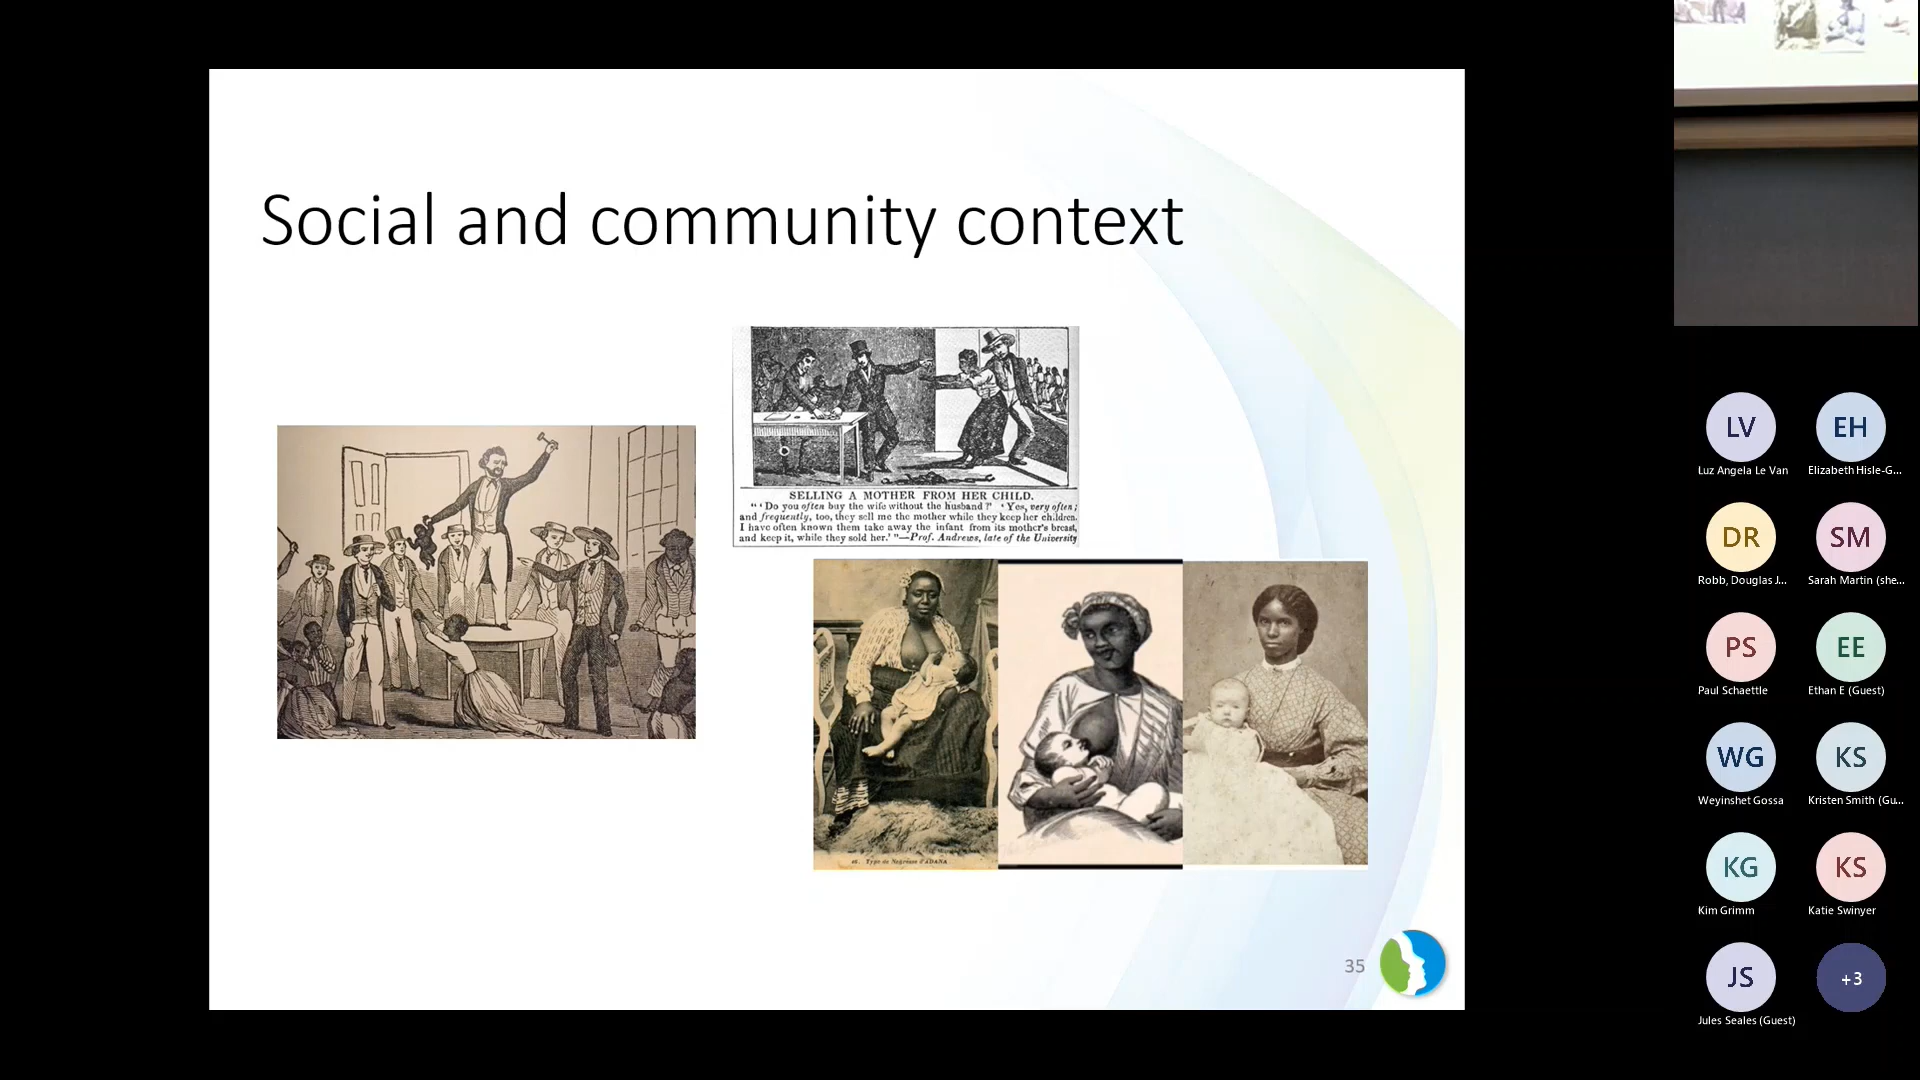 Social and community context
SELLING A MOTHER FROM HER CHILD.
"'Do you often buy the wife without the husband?' 'Yes, very often;
and frequently, too, they sell me the mother while they keep her children.
I have often known them take away the infant from its mother's breast,
and keep it, while they sold her.'"—Prof. Andrews, late of the University
46. Type de Négresse d'ADANA
35
LV
Luz Angela Le Van
EH
Elizabeth Hisle-G...
DR
Robb, Douglas J...
SM
Sarah Martin (she...
PS
Paul Schaettle
EE
Ethan E (Guest)
WG
Weyinshet Gossa
KS
Kristen Smith (Gu...
KG
Kim Grimm
KS
Katie Swinyer
JS
Jules Seales (Guest)
+3